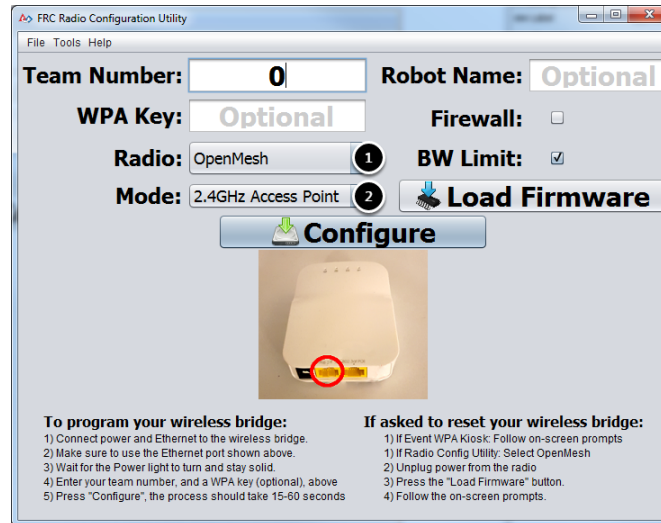 FRC Radio Configuration Utility
File Tools Help
Team Number: 0 Robot Name: Optional
WPA Key: Optional Firewall:
Radio: OpenMesh 1 BW Limit:
Mode: 2.4GHz Access Point 2 Load Firmware
Configure
To program your wireless bridge:
1) Connect power and Ethernet to the wireless bridge.
2) Make sure to use the Ethernet port shown above.
3) Wait for the Power light to turn and stay solid.
4) Enter your team number, and a WPA key (optional), above
5) Press "Configure", the process should take 15-60 seconds
If asked to reset your wireless bridge:
1) If Event WPA Kiosk: Follow on-screen prompts
1) If Radio Config Utility: Select OpenMesh
2) Unplug power from the radio
3) Press the "Load Firmware" button.
4) Follow the on-screen prompts.